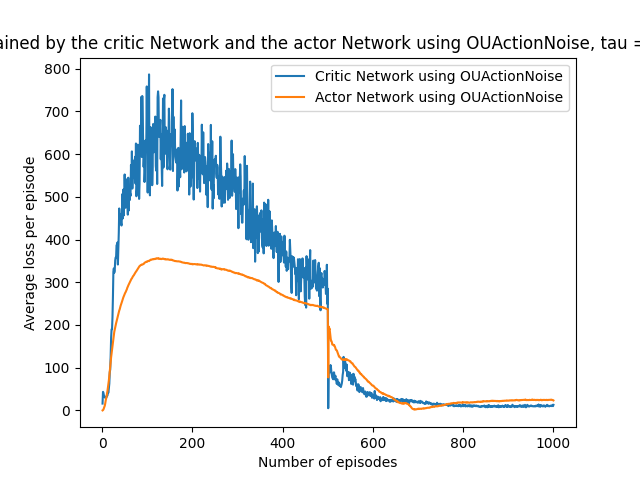 ained by the critic Network and the actor Network using OUActionNoise, tau =
Critic Network using OUActionNoise
Actor Network using OUActionNoise
Average loss per episode
800
700
600
500
400
300
200
100
0
0 200 400 600 800 1000
Number of episodes